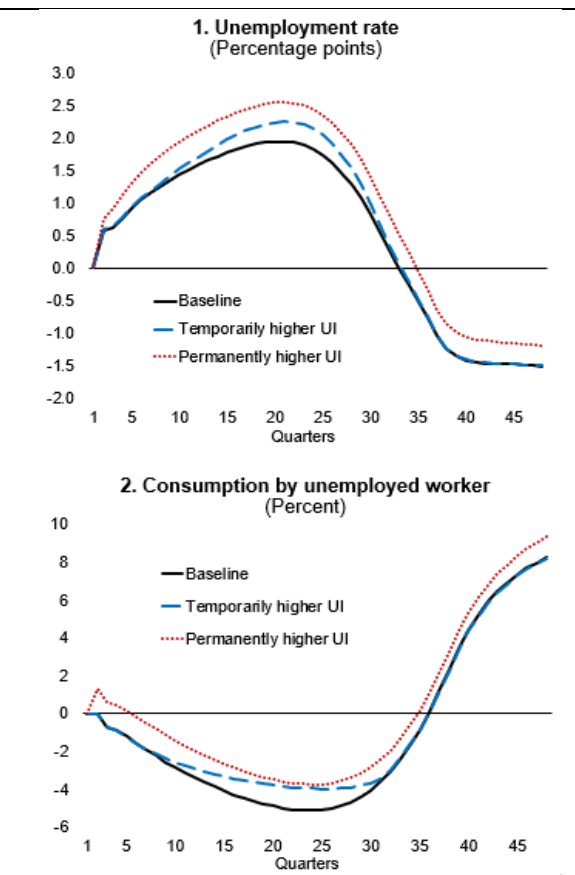 1. Unemployment rate
(Percentage points)
3.0
2.5
2.0
1.5
1.0
0.5
0.0
-0.5
-1.0
-1.5
-2.0
Baseline
Temporarily higher UI
Permanently higher UI
1 5 10 15 20 25 30 35 40 45
Quarters
2. Consumption by unemployed worker
(Percent)
10
8
6
4
2
0
-2
-4
-6
Baseline
Temporarily higher UI
Permanently higher UI
1 5 10 15 20 25 30 35 40 45
Quarters